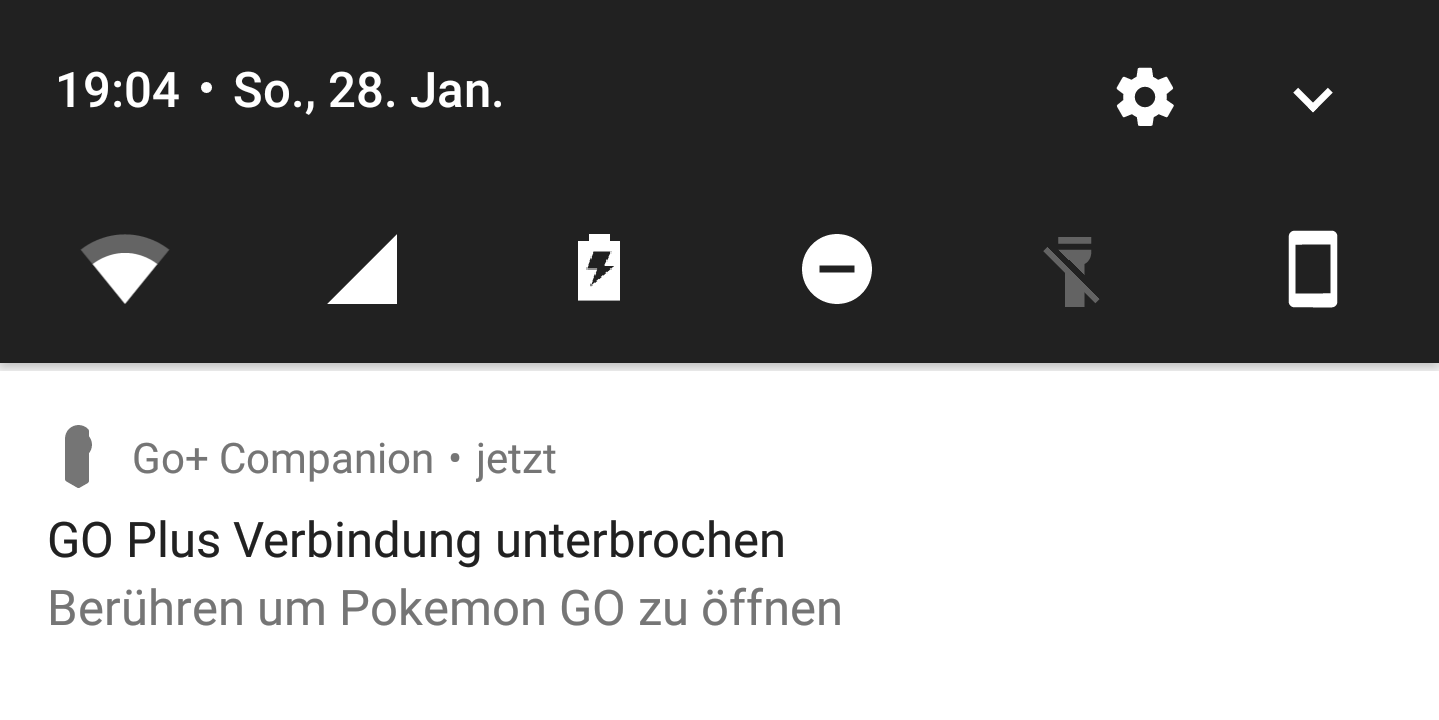 19:04 • So., 28. Jan.
Go+ Companion • jetzt
GO Plus Verbindung unterbrochen
Berühren um Pokemon GO zu öffnen